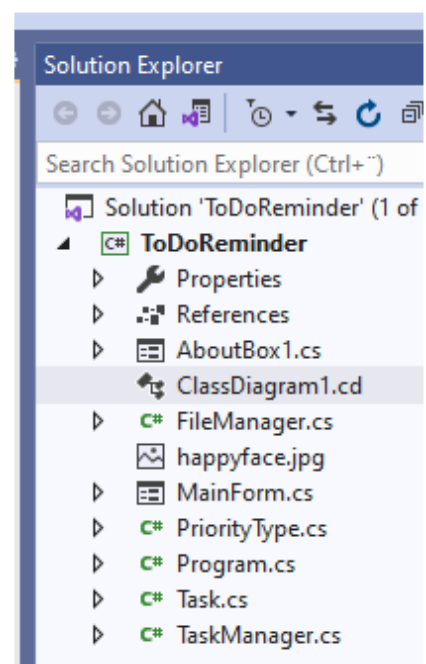 Solution Explorer
Search Solution Explorer (Ctrl+¨)
Solution 'ToDoReminder' (1 of
C# ToDoReminder
Properties
References
AboutBox1.cs
ClassDiagram1.cd
C# FileManager.cs
happyface.jpg
MainForm.cs
C# PriorityType.cs
C# Program.cs
C# Task.cs
C# TaskManager.cs